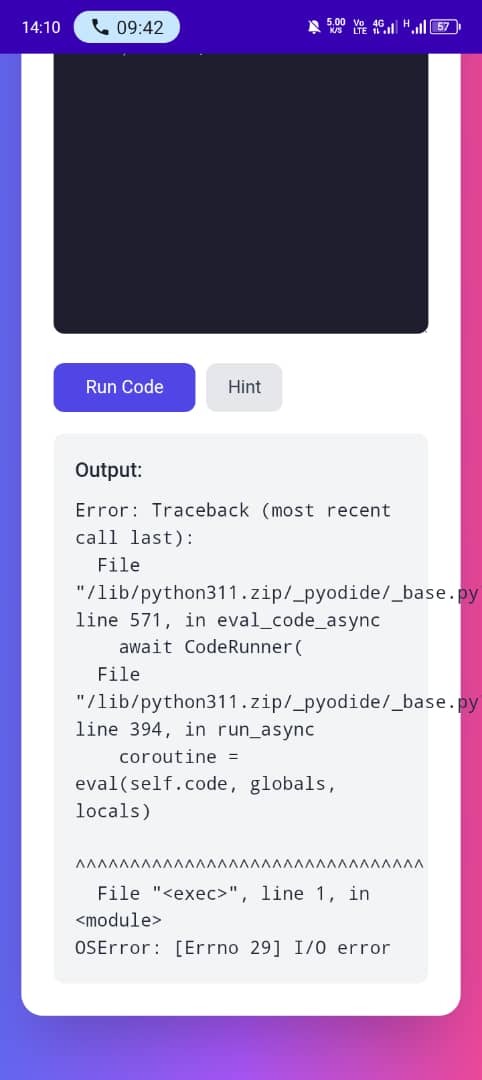 14:10 09:42 5.00 K/S Vo LTE 4G H 57
Run Code Hint
Output:
Error: Traceback (most recent
call last):
  File
"/lib/python311.zip/_pyodide/_base.py
line 571, in eval_code_async
    await CodeRunner(
  File
"/lib/python311.zip/_pyodide/_base.py
line 394, in run_async
    coroutine =
eval(self.code, globals,
locals)
^^^^^^^^^^^^^^^^^^^^^^^^^^^^^^^^
  File "<exec>", line 1, in
<module>
OSError: [Errno 29] I/O error